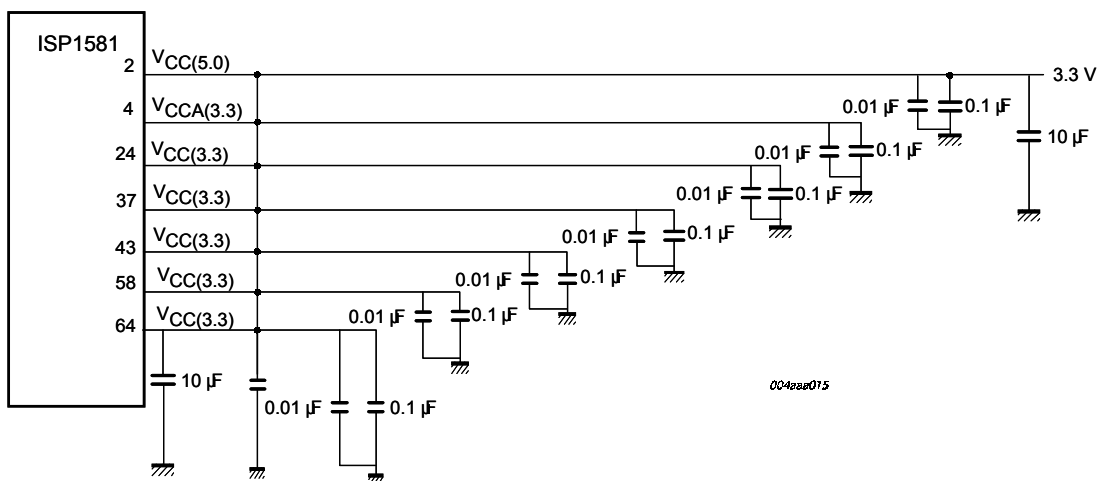 ISP1581
2 VCC(5.0) 3.3 V
0.01 µF 0.1 µF
4 VCCA(3.3) 10 µF
0.01 µF 0.1 µF
24 VCC(3.3)
0.01 µF 0.1 µF
37 VCC(3.3)
0.01 µF 0.1 µF
43 VCC(3.3)
0.01 µF 0.1 µF
58 VCC(3.3)
0.01 µF 0.1 µF
64 VCC(3.3)
10 µF
0.01 µF 0.1 µF
004aaa015